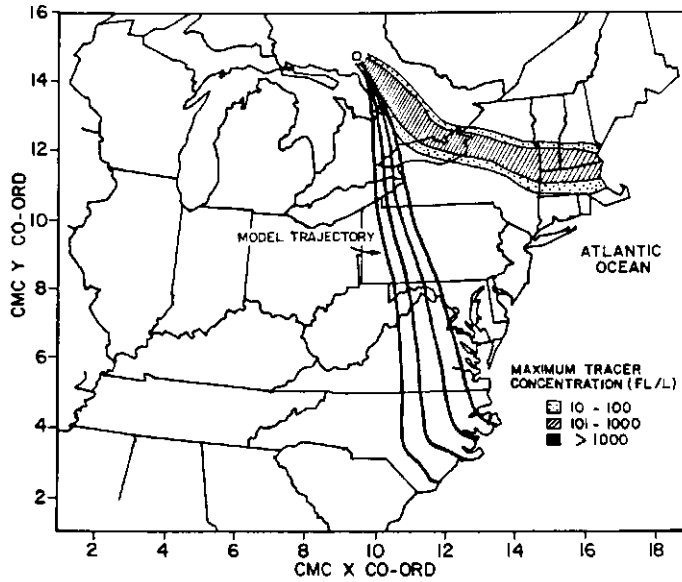 16
14
12
10
8
6
4
2
CMC Y CO-ORD
MODEL TRAJECTORY
ATLANTIC
OCEAN
MAXIMUM TRACER
CONCENTRATION (FL/L)
10 - 100
101 - 1000
> 1000
2 4 6 8 10 12 14 16 18
CMC X CO-ORD